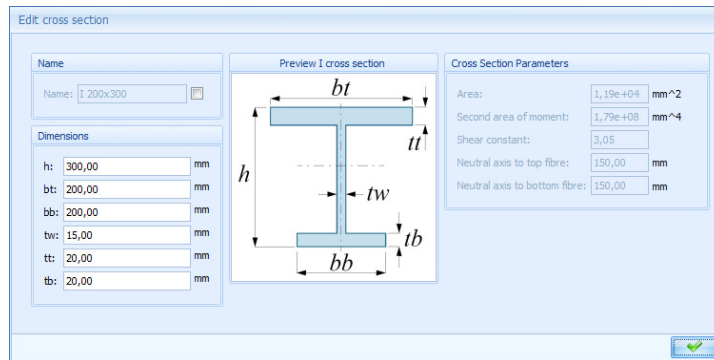 Edit cross section
Name
Name: I 200x300
Dimensions
h: 300,00 mm
bt: 200,00 mm
bb: 200,00 mm
tw: 15,00 mm
tt: 20,00 mm
tb: 20,00 mm
Preview I cross section
bt
tt
h
tw
tb
bb
Cross Section Parameters
Area: 1,19e+04 mm^2
Second area of moment: 1,79e+08 mm^4
Shear constant: 3,05
Neutral axis to top fibre: 150,00 mm
Neutral axis to bottom fibre: 150,00 mm